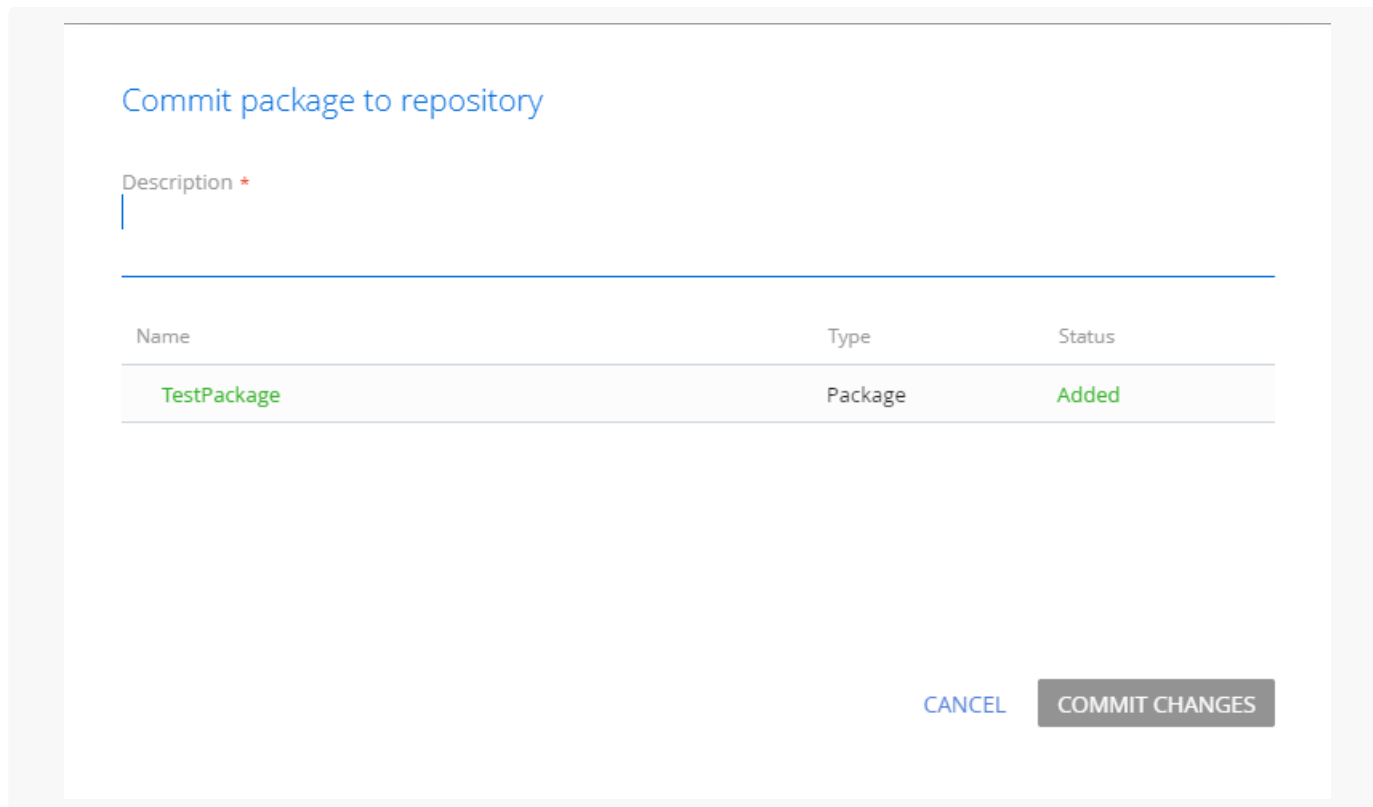 Commit package to repository
Description *
Name Type Status
TestPackage Package Added
CANCEL COMMIT CHANGES